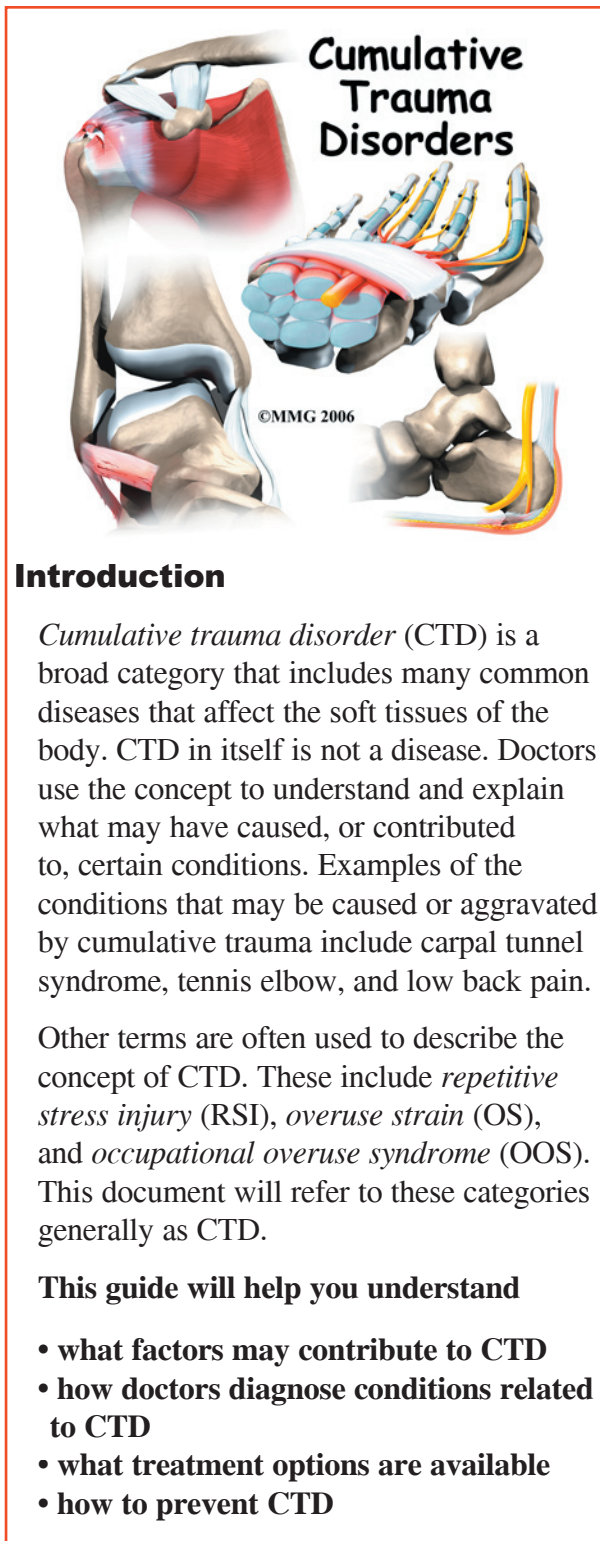 Cumulative
Trauma
Disorders
©MMG 2006
Introduction
Cumulative trauma disorder (CTD) is a
broad category that includes many common
diseases that affect the soft tissues of the
body. CTD in itself is not a disease. Doctors
use the concept to understand and explain
what may have caused, or contributed
to, certain conditions. Examples of the
conditions that may be caused or aggravated
by cumulative trauma include carpal tunnel
syndrome, tennis elbow, and low back pain.
Other terms are often used to describe the
concept of CTD. These include repetitive
stress injury (RSI), overuse strain (OS),
and occupational overuse syndrome (OOS).
This document will refer to these categories
generally as CTD.
This guide will help you understand
• what factors may contribute to CTD
• how doctors diagnose conditions related
to CTD
• what treatment options are available
• how to prevent CTD